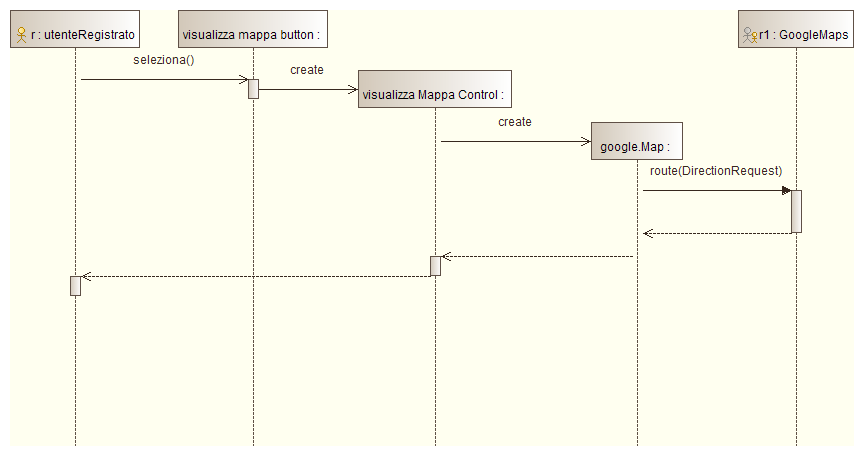 r : utenteRegistrato
visualizza mappa button :
r1 : GoogleMaps
seleziona()
create
visualizza Mappa Control :
create
google.Map :
route(DirectionRequest)